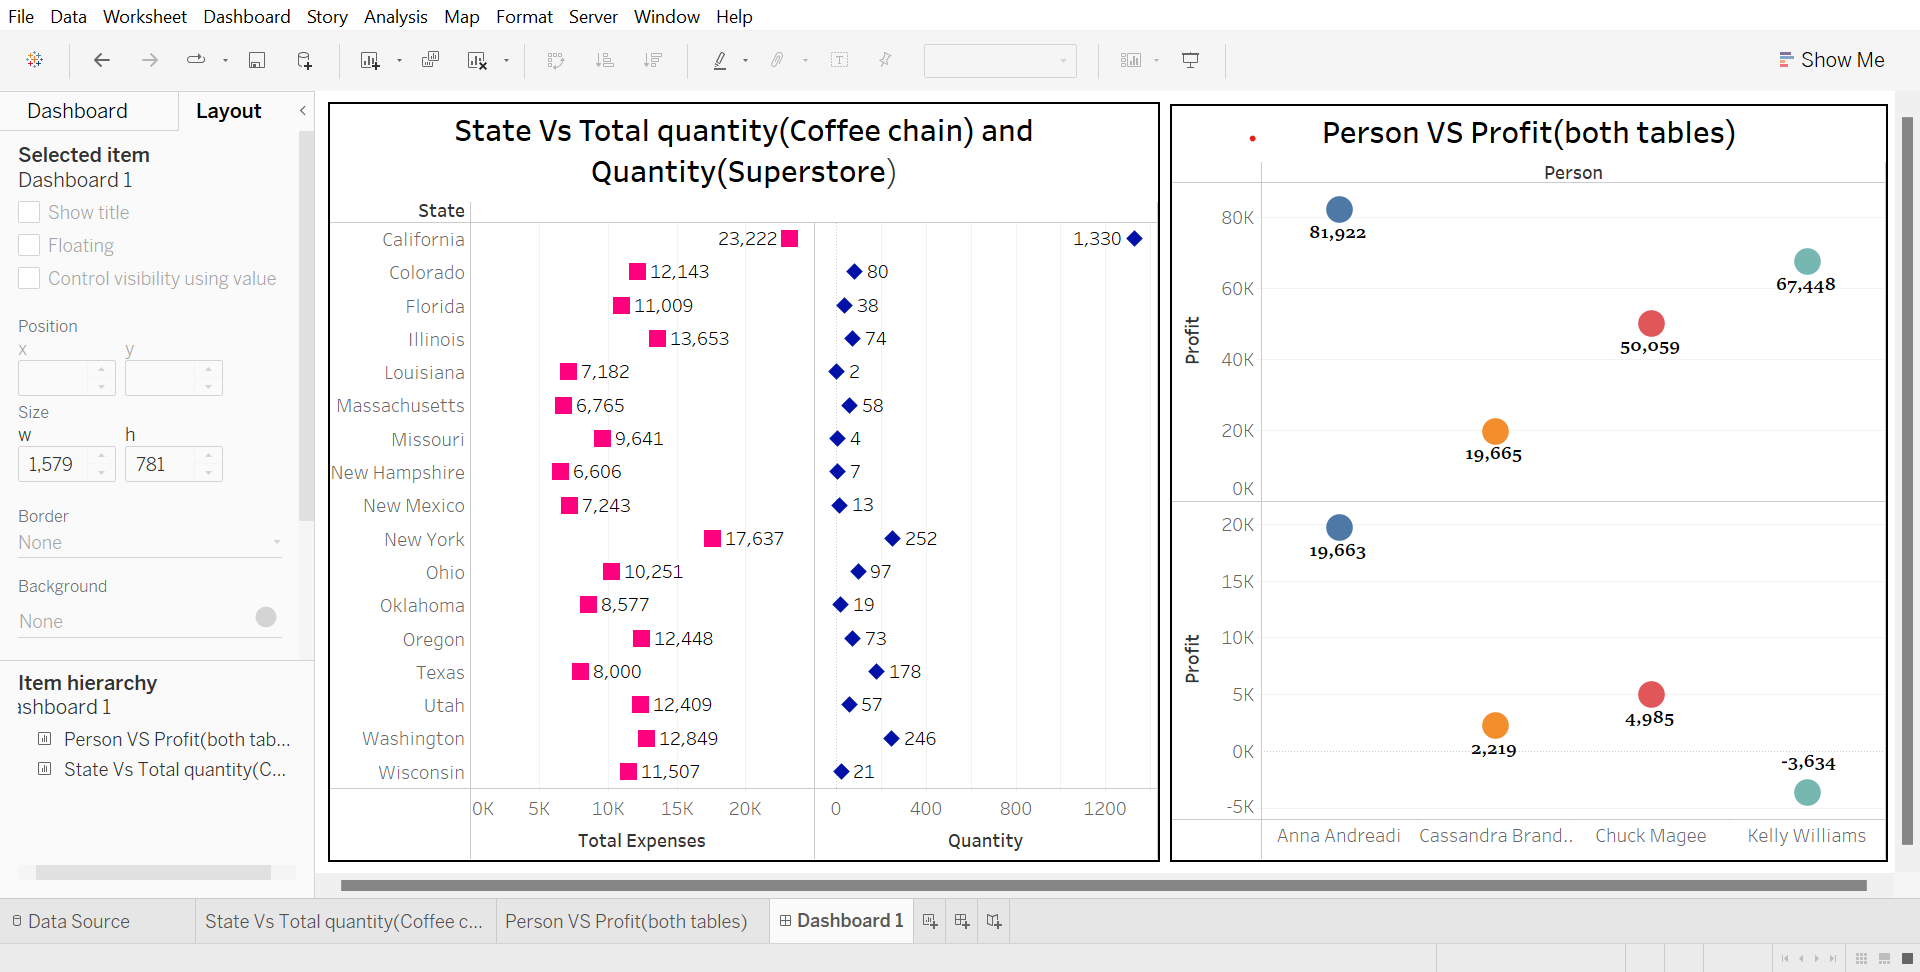 File Data Worksheet Dashboard Story Analysis Map Format Server Window Help
Show Me
Dashboard Layout
Selected item
Dashboard 1
Show title
Floating
Control visibility using value
Position
x y
Size
w h
1,579 781
Border
None
Background
None
Item hierarchy
ashboard 1
Person VS Profit(both tab...
State Vs Total quantity(C...
State Vs Total quantity(Coffee chain) and
Quantity(Superstore)
State
California 23,222 1,330
Colorado 12,143 80
Florida 11,009 38
Illinois 13,653 74
Louisiana 7,182 2
Massachusetts 6,765 58
Missouri 9,641 4
New Hampshire 6,606 7
New Mexico 7,243 13
New York 17,637 252
Ohio 10,251 97
Oklahoma 8,577 19
Oregon 12,448 73
Texas 8,000 178
Utah 12,409 57
Washington 12,849 246
Wisconsin 11,507 21
0K 5K 10K 15K 20K 0 400 800 1200
Total Expenses Quantity
Person VS Profit(both tables)
Person
Profit
80K
60K
40K
20K
0K
81,922
67,448
50,059
19,665
Profit
20K
15K
10K
5K
0K
-5K
19,663
4,985
2,219
-3,634
Anna Andreadi Cassandra Brand.. Chuck Magee Kelly Williams
Data Source State Vs Total quantity(Coffee c... Person VS Profit(both tables) Dashboard 1